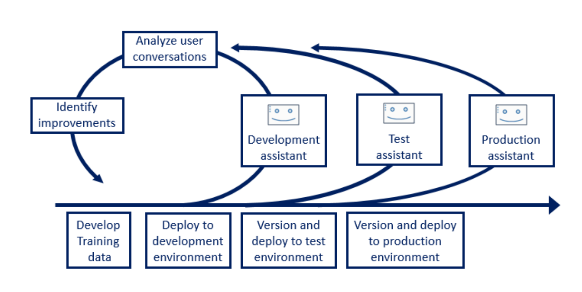 Analyze user
conversations
Identify
improvements
Development
assistant
Test
assistant
Production
assistant
Develop
Training
data
Deploy to
development
environment
Version and
deploy to test
environment
Version and deploy
to production
environment